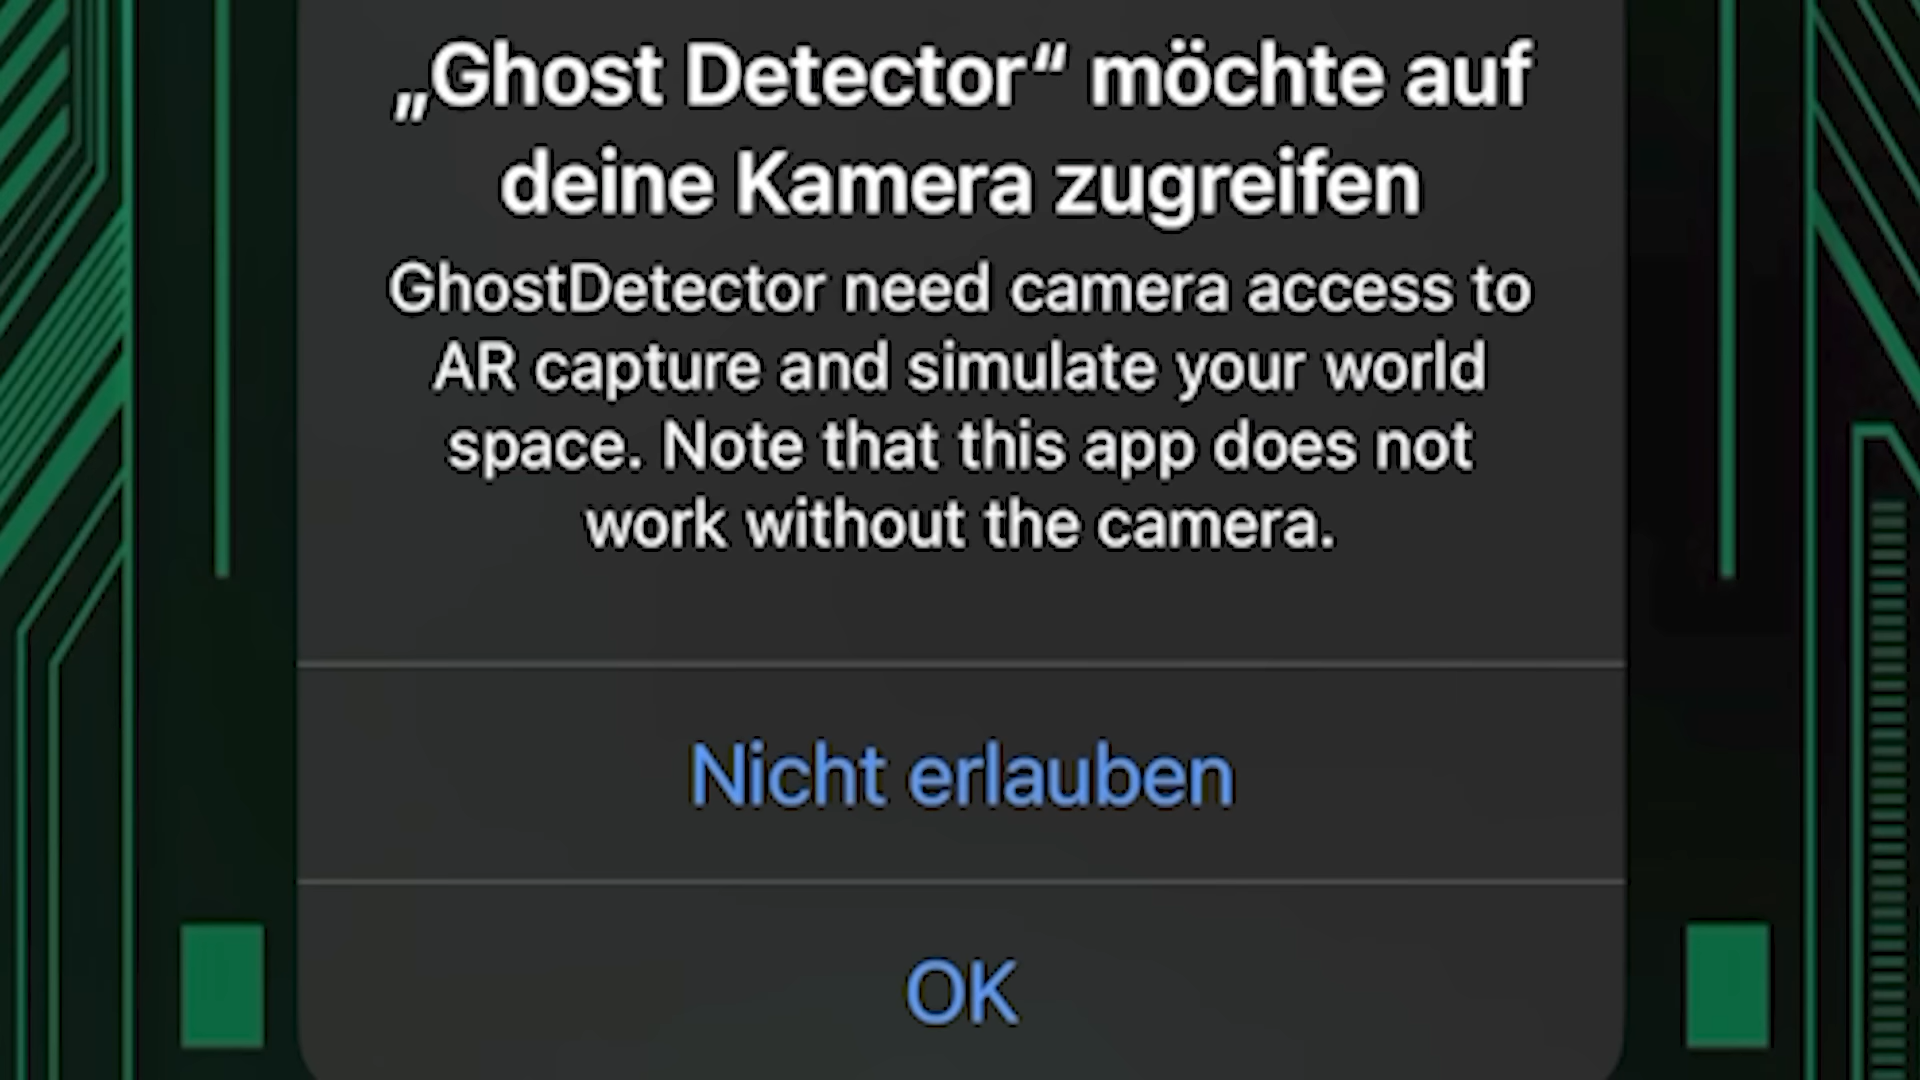 „Ghost Detector“ möchte auf
deine Kamera zugreifen
GhostDetector need camera access to
AR capture and simulate your world
space. Note that this app does not
work without the camera.
Nicht erlauben
OK